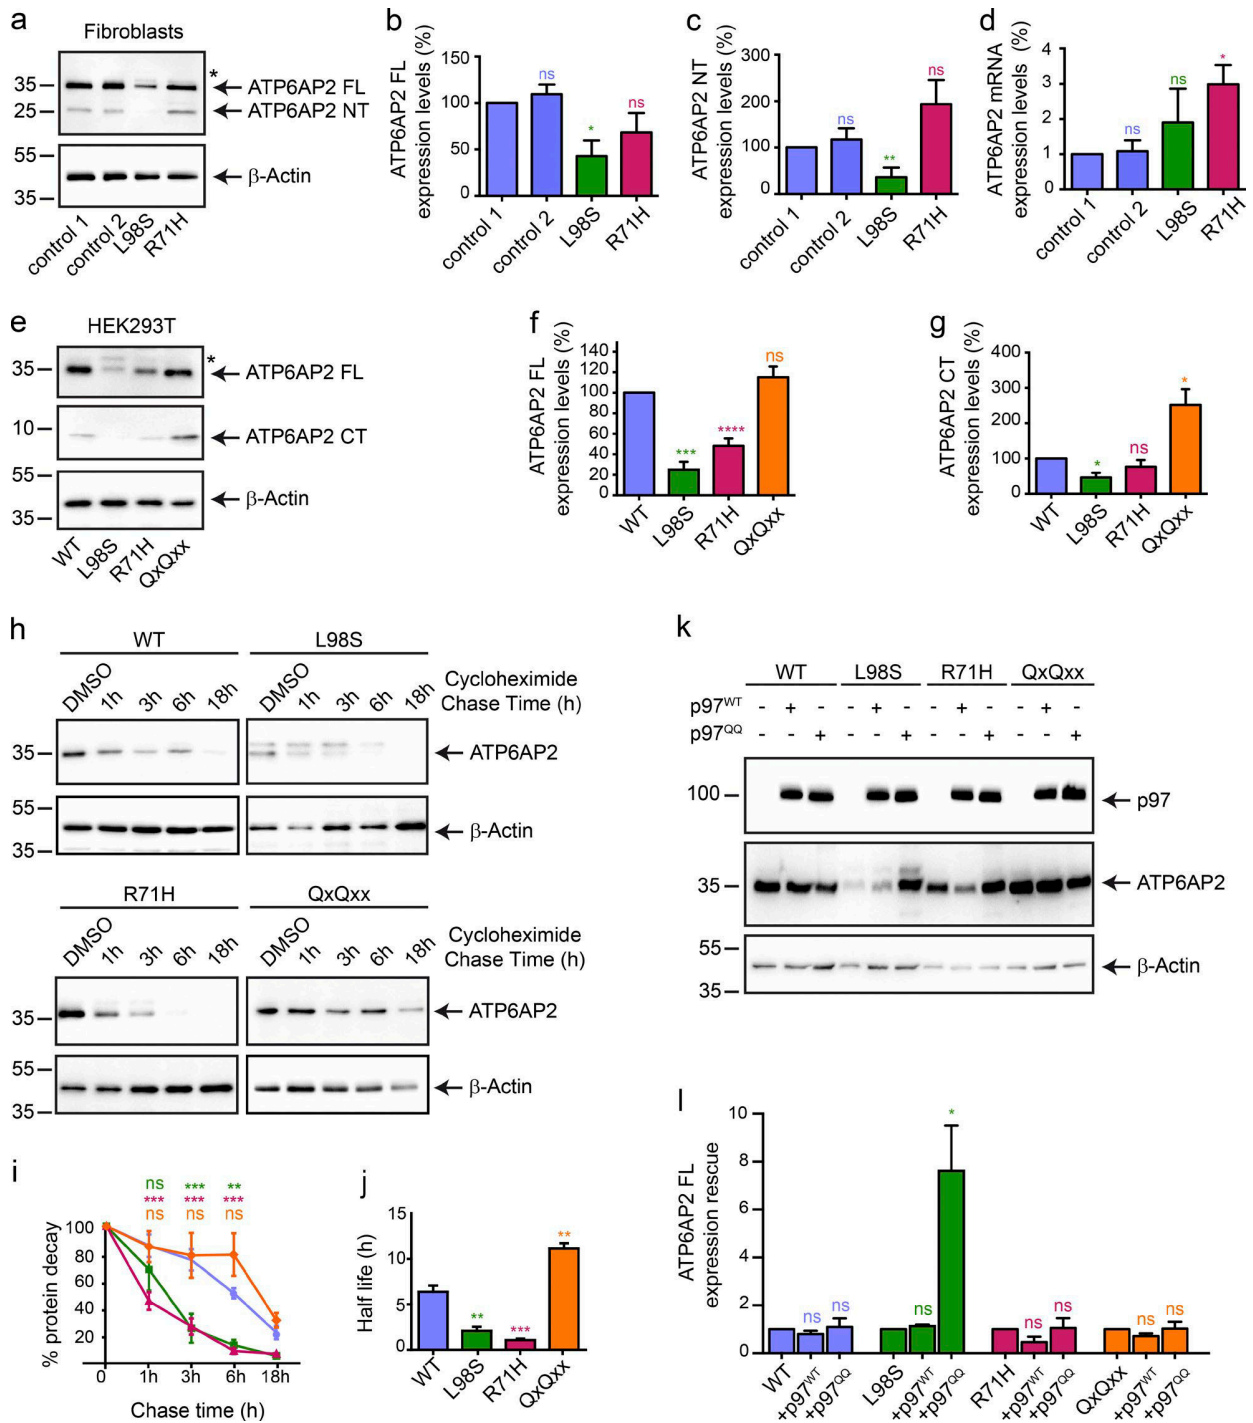 a
Fibroblasts
35
25
*
ATP6AP2 FL
ATP6AP2 NT
55
35
β-Actin
control 1
control 2
L98S
R71H
b
ATP6AP2 FL
expression levels (%)
150
100
50
0
ns
*
ns
control 1
control 2
L98S
R71H
c
ATP6AP2 NT
expression levels (%)
300
200
100
0
ns
**
ns
control 1
control 2
L98S
R71H
d
ATP6AP2 mRNA
expression levels (%)
4
3
2
1
0
ns
ns
*
control 1
control 2
L98S
R71H
e
HEK293T
35
*
ATP6AP2 FL
10
ATP6AP2 CT
55
35
β-Actin
WT
L98S
R71H
QxQxx
f
ATP6AP2 FL
expression levels (%)
120
100
80
60
40
20
0
***
****
ns
WT
L98S
R71H
QxQxx
g
ATP6AP2 CT
expression levels (%)
400
300
200
100
0
*
ns
*
WT
L98S
R71H
QxQxx
h
WT
L98S
DMSO 1h 3h 6h 18h
DMSO 1h 3h 6h 18h
Cycloheximide
Chase Time (h)
35
ATP6AP2
55
35
β-Actin
R71H
QxQxx
DMSO 1h 3h 6h 18h
DMSO 1h 3h 6h 18h
Cycloheximide
Chase Time (h)
35
ATP6AP2
55
35
β-Actin
i
% protein decay
100
80
60
40
20
ns *** **
*** *** ***
ns ns ns
0 1h 3h 6h 18h
Chase time (h)
j
Half life (h)
15
10
5
0
**
***
**
WT
L98S
R71H
QxQxx
k
WT L98S R71H QxQxx
p97WT - + - - + - - + - - + -
p97QQ - - + - - + - - + - - +
100
p97
35
ATP6AP2
55
35
β-Actin
l
ATP6AP2 FL
expression rescue
10
8
6
4
2
0
ns ns
ns *
ns ns
ns ns
WT
+p97WT
+p97QQ
L98S
+p97WT
+p97QQ
R71H
+p97WT
+p97QQ
QxQxx
+p97WT
+p97QQ